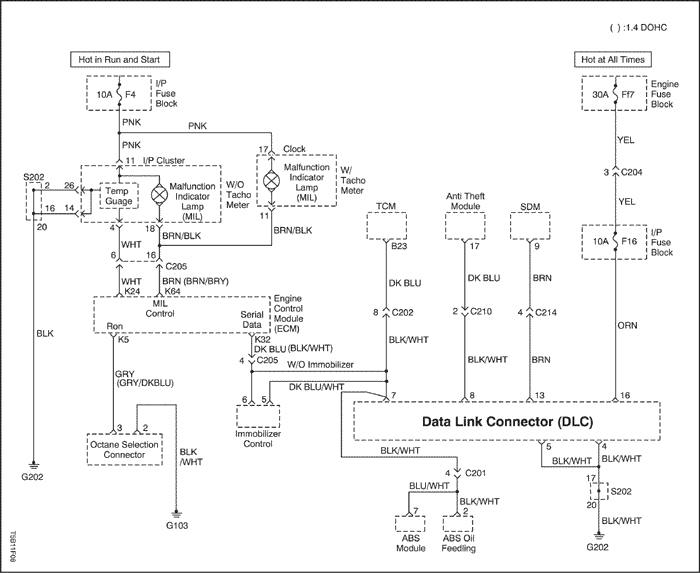 ( ) :1.4 DOHC
Hot in Run and Start
Hot at All Times
10A F4
I/P
Fuse
Block
30A Ff7
Engine
Fuse
Block
PNK
PNK
PNK
YEL
17 Clock
11 I/P Cluster
3 C204
S202
2 26
16 14
20
Temp
Guage
Malfunction
Indicator
Lamp
(MIL)
W/O
Tacho
Meter
Malfunction
Indicator
Lamp
(MIL)
W/
Tacho
Meter
11
BRN/BLK
YEL
TCM
Anti Theft
Module
SDM
B23
17
9
10A F16
I/P
Fuse
Block
4 18
WHT BRN/BLK
6 16 C205
WHT BRN (BRN/BRY)
K24 K64
MIL
Control
Ron
Serial
Data
Engine
Control
Module
(ECM)
K5
K32
DK BLU
DK BLU
BRN
8 C202
2 C210
4 C214
BLK/WHT
BLK/WHT
BRN
ORN
BLK
DK BLU (BLK/WHT)
4 C205
W/O Immobilizer
DK BLU/WHT
GRY
(GRY/DKBLU)
6 5
Immobilizer
Control
7 8 13 16
Data Link Connector (DLC)
5 4
3 2
Octane Selection
Connector
BLK
/WHT
BLK/WHT
BLK/WHT
BLK/WHT
4 C201
BLU/WHT
BLK/WHT
17
S202
20
BLK/WHT
7
2
ABS
Module
ABS Oil
Feedling
G202
G103
G202
TSB11F06